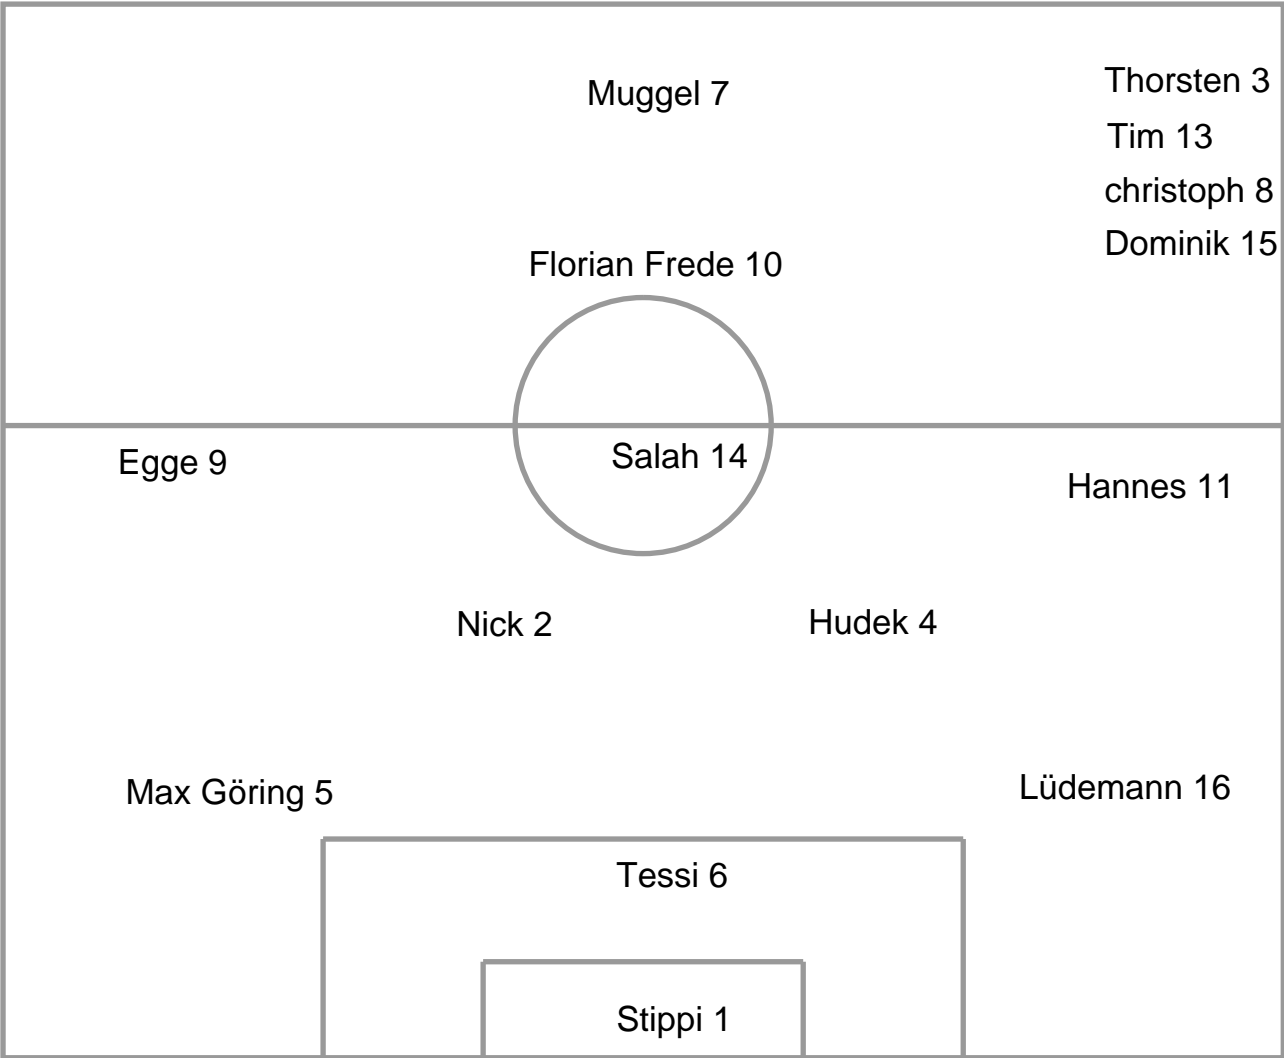 Muggel 7
Thorsten 3
Tim 13
christoph 8
Dominik 15
Florian Frede 10
Egge 9
Salah 14
Hannes 11
Nick 2
Hudek 4
Max Göring 5
Lüdemann 16
Tessi 6
Stippi 1